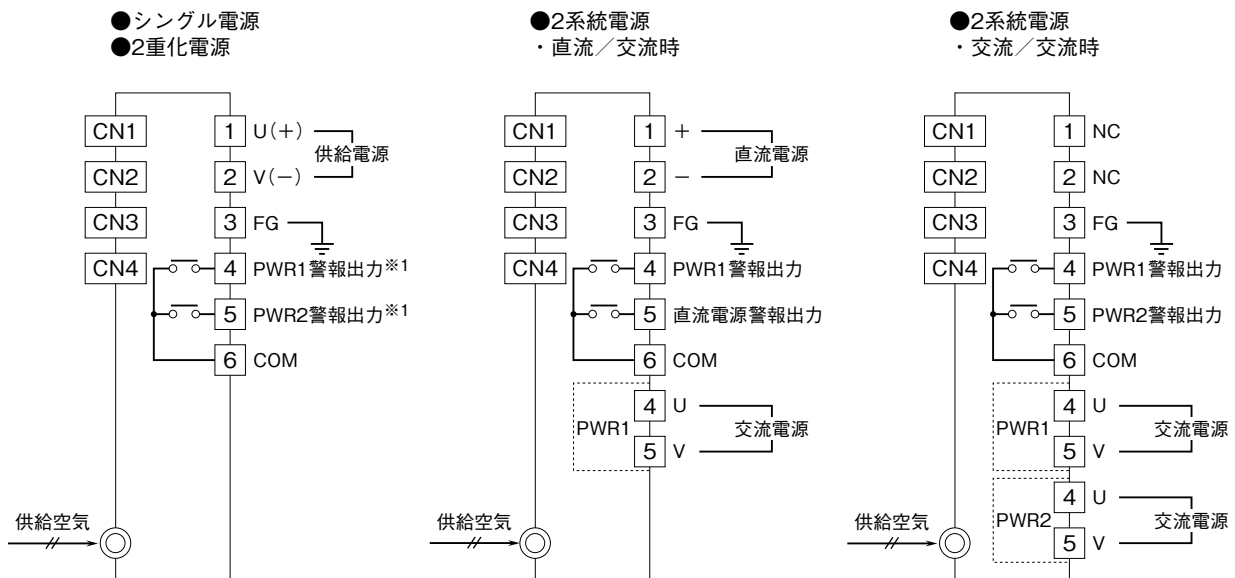 ●シングル電源
●2重化電源
CN1
CN2
CN3
CN4
1 U(+)
供給電源
2 V(−)
3 FG
4 PWR1警報出力※1
5 PWR2警報出力※1
6 COM
供給空気
●2系統電源
・直流／交流時
CN1
CN2
CN3
CN4
1 +
直流電源
2 −
3 FG
4 PWR1警報出力
5 直流電源警報出力
6 COM
PWR1
4 U
交流電源
5 V
供給空気
●2系統電源
・交流／交流時
CN1
CN2
CN3
CN4
1 NC
2 NC
3 FG
4 PWR1警報出力
5 PWR2警報出力
6 COM
PWR1
4 U
交流電源
5 V
PWR2
4 U
交流電源
5 V
供給空気